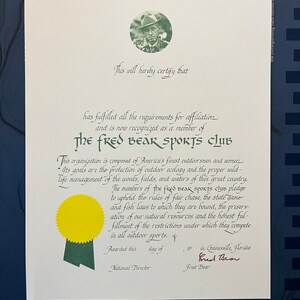 This will hereby certify that
has fulfilled all the requirements for affiliation
and is now recognized as a member of
The Fred Bear Sports Club
This organization is composed of America's finest outdoorsmen and women.
Its goals are the protection of outdoor ecology and the proper wild-
life management of the woods, fields, and waters of this great country.
The members of the Fred Bear Sports Club pledge
to uphold the rules of fair chase, the state game
and fish laws to which they are bound, the preserv-
ation of our natural resources and the honest ful-
fillment of the restrictions under which they compete
in all outdoor sports.
Awarded this day of , 19 in Gainesville, Florida
Fred Bear
National Director Fred Bear